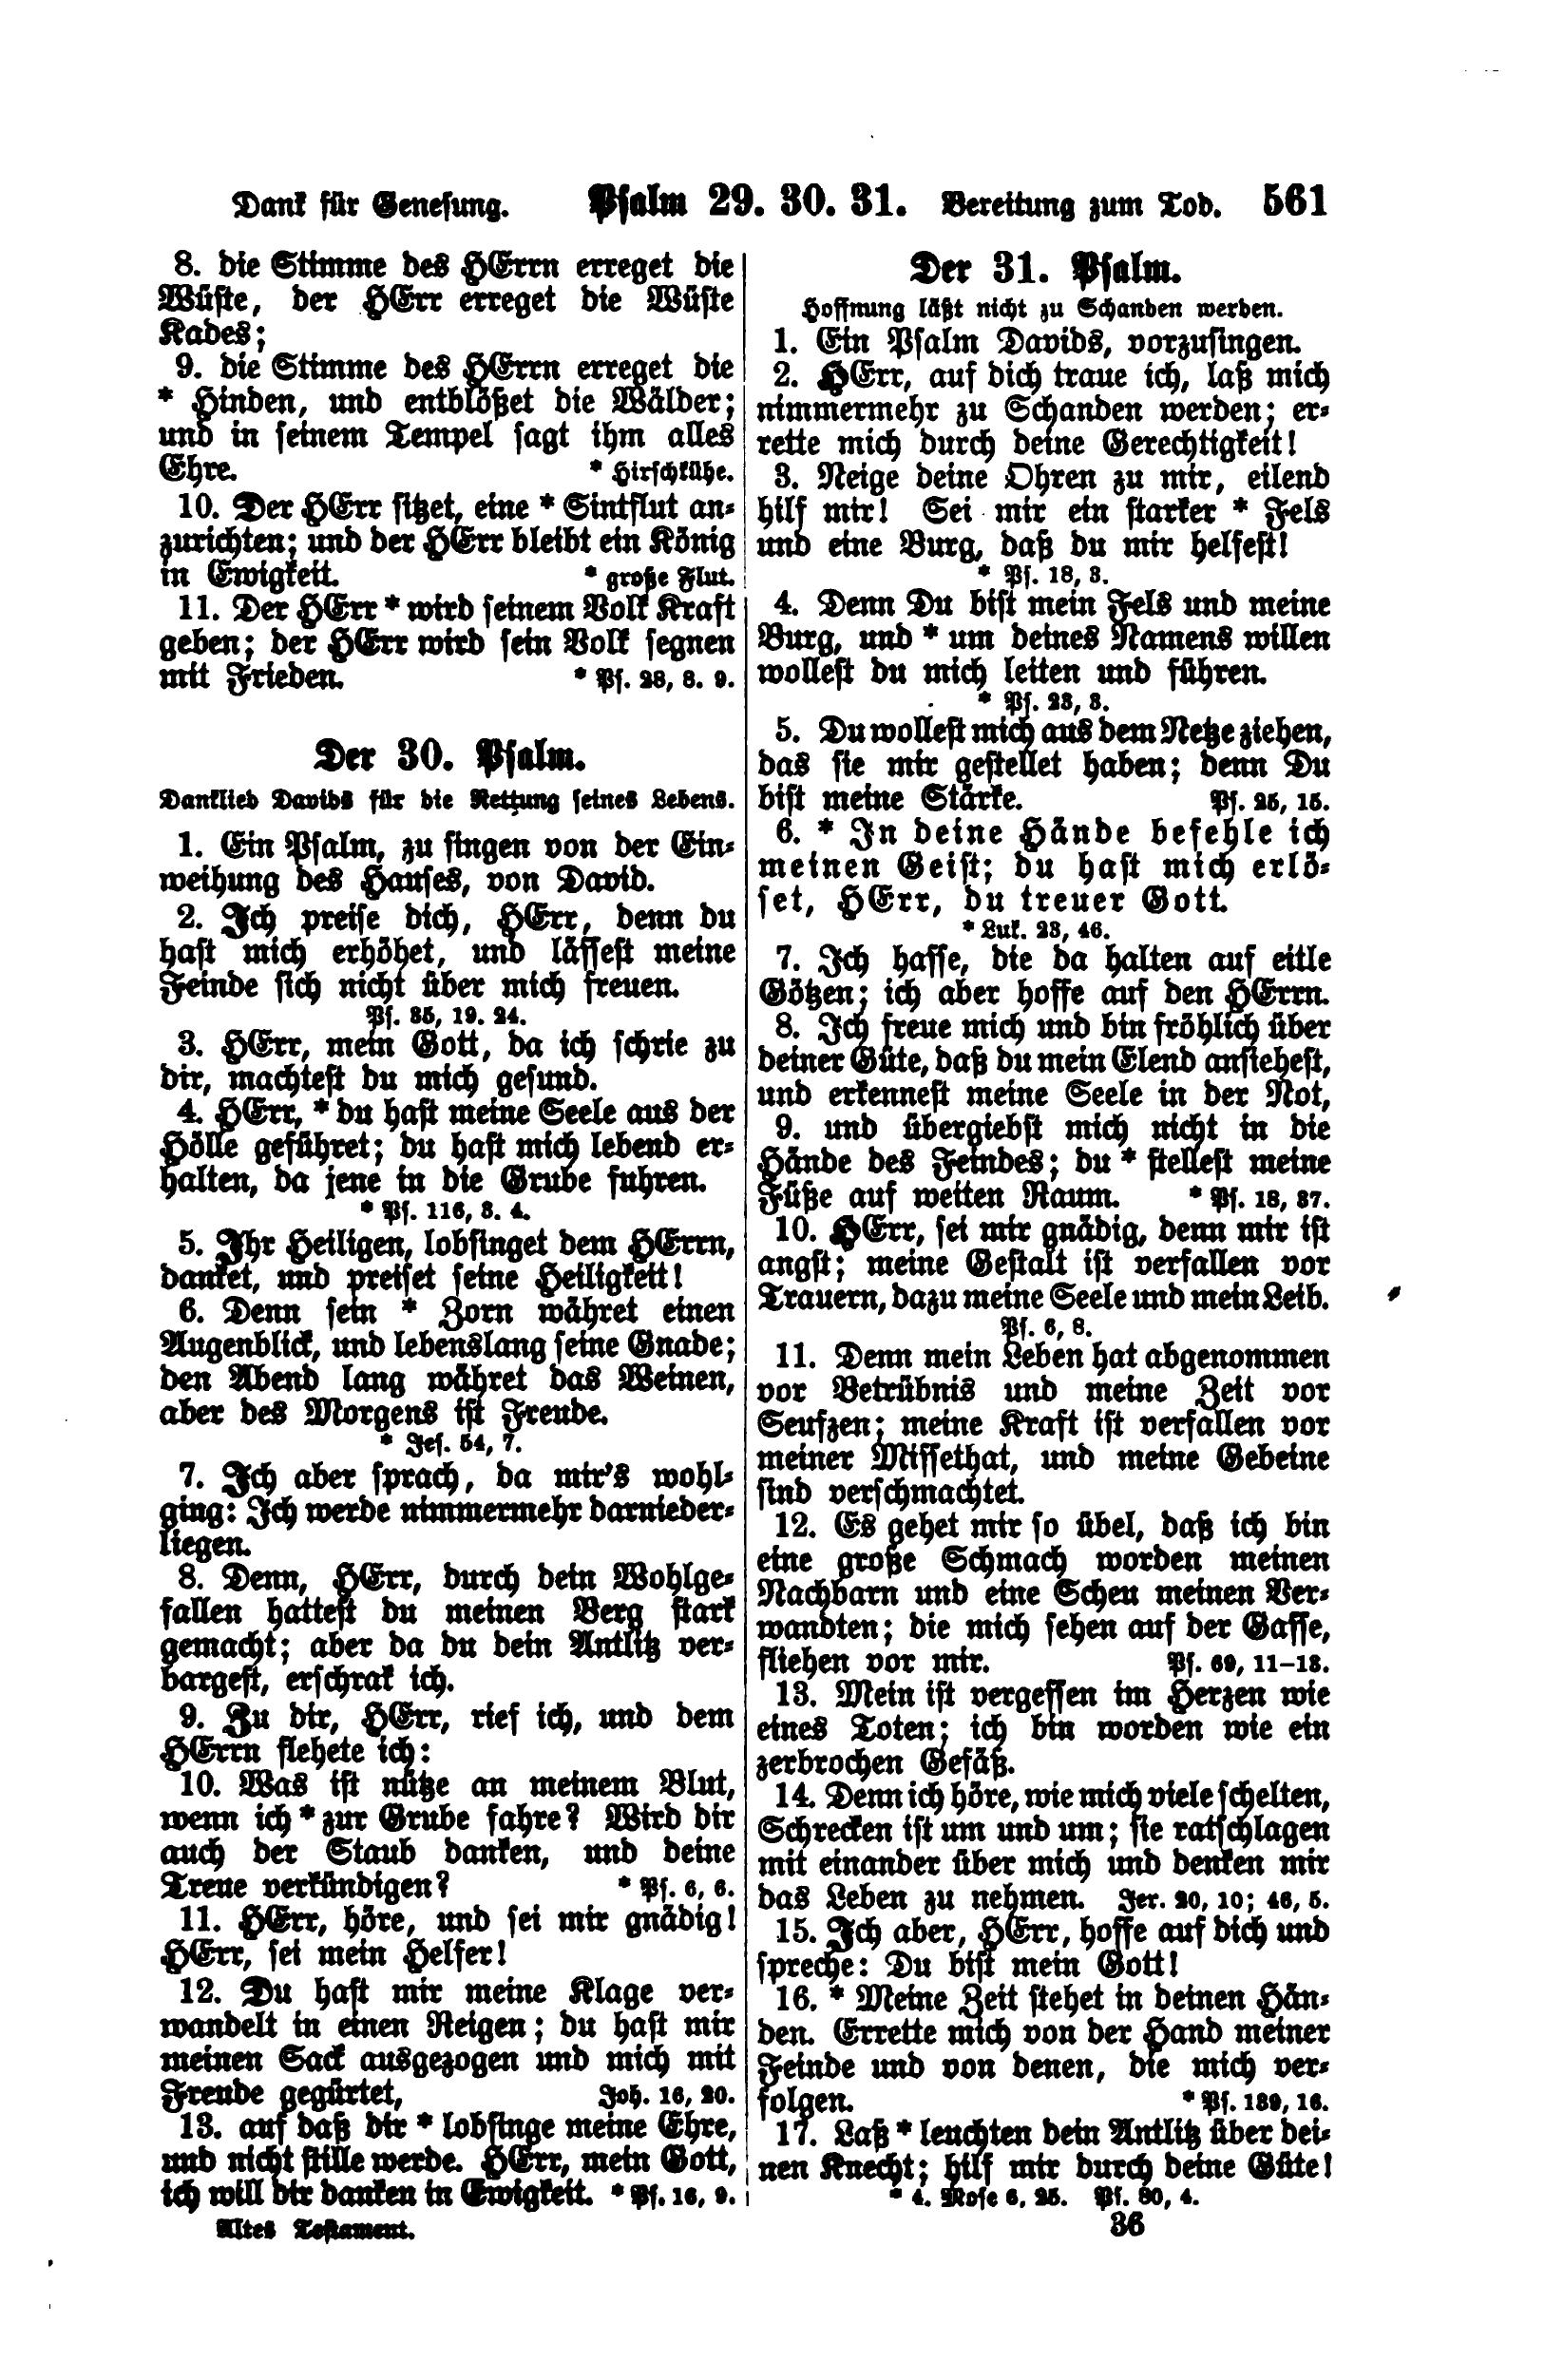 Dank für Genesung. Psalm 29. 30. 31. Bereitung zum Tod. 561
8. die Stimme des HErrn erreget die
Wüste, der HErr erreget die Wüste
Kades;
9. die Stimme des HErrn erreget die
* Hinden, und entblößet die Wälder;
und in seinem Tempel sagt ihm alles
Ehre. * Hirschkühe.
10. Der HErr sitzet, eine * Sintflut an-
zurichten; und der HErr bleibt ein König
in Ewigkeit. * große Flut.
11. Der HErr * wird seinem Volk Kraft
geben; der HErr wird sein Volk segnen
mit Frieden. * Ps. 28, 8. 9.
Der 30. Psalm.
Danklied Davids für die Rettung seines Lebens.
1. Ein Psalm, zu singen von der Ein-
weihung des Hauses, von David.
2. Ich preise dich, HErr, denn du
hast mich erhöhet, und lässest meine
Feinde sich nicht über mich freuen.
Ps. 35, 19. 24.
3. HErr, mein Gott, da ich schrie zu
dir, machtest du mich gesund.
4. HErr, * du hast meine Seele aus der
Hölle geführet; du hast mich lebend er-
halten, da jene in die Grube fuhren.
* Ps. 116, 3. 4.
5. Ihr Heiligen, lobsinget dem HErrn,
danket, und preiset seine Heiligkeit!
6. Denn sein * Zorn währet einen
Augenblick, und lebenslang seine Gnade;
den Abend lang währet das Weinen,
aber des Morgens ist Freude.
* Jes. 54, 7.
7. Ich aber sprach, da mir's wohl-
ging: Ich werde nimmermehr darnieder-
liegen.
8. Denn, HErr, durch dein Wohlge-
fallen hattest du meinen Berg stark
gemacht; aber da du dein Antlitz ver-
bargest, erschrak ich.
9. Zu dir, HErr, rief ich, und dem
HErrn flehete ich:
10. Was ist nütze an meinem Blut,
wenn ich * zur Grube fahre? Wird dir
auch der Staub danken, und deine
Treue verkündigen? * Ps. 6, 6.
11. HErr, höre, und sei mir gnädig!
HErr, sei mein Helfer!
12. Du hast mir meine Klage ver-
wandelt in einen Reigen; du hast mir
meinen Sack ausgezogen und mich mit
Freude gegürtet, Joh. 16, 20.
13. auf daß dir * lobsinge meine Ehre,
und nicht stille werde. HErr, mein Gott,
ich will dir danken in Ewigkeit. * Ps. 16, 9.
Altes Testament.
Der 31. Psalm.
Hoffnung läßt nicht zu Schanden werden.
1. Ein Psalm Davids, vorzusingen.
2. HErr, auf dich traue ich, laß mich
nimmermehr zu Schanden werden; er-
rette mich durch deine Gerechtigkeit!
3. Neige deine Ohren zu mir, eilend
hilf mir! Sei mir ein starker * Fels
und eine Burg, daß du mir helfest!
* Ps. 18, 3.
4. Denn Du bist mein Fels und meine
Burg, und * um deines Namens willen
wollest du mich leiten und führen.
* Ps. 23, 3.
5. Du wollest mich aus dem Netze ziehen,
das sie mir gestellet haben; denn Du
bist meine Stärke. Ps. 25, 15.
6. * In deine Hände befehle ich
meinen Geist; du hast mich erlö-
set, HErr, du treuer Gott.
* Luk. 23, 46.
7. Ich hasse, die da halten auf eitle
Götzen; ich aber hoffe auf den HErrn.
8. Ich freue mich und bin fröhlich über
deiner Güte, daß du mein Elend ansiehest,
und erkennest meine Seele in der Not,
9. und übergiebst mich nicht in die
Hände des Feindes; du * stellest meine
Füße auf weiten Raum. * Ps. 18, 37.
10. HErr, sei mir gnädig, denn mir ist
angst; meine Gestalt ist verfallen vor
Trauern, dazu meine Seele und mein Leib.
Ps. 6, 8.
11. Denn mein Leben hat abgenommen
vor Betrübnis und meine Zeit vor
Seufzen; meine Kraft ist verfallen vor
meiner Missethat, und meine Gebeine
sind verschmachtet.
12. Es gehet mir so übel, daß ich bin
eine große Schmach worden meinen
Nachbarn und eine Scheu meinen Ver-
wandten; die mich sehen auf der Gasse,
fliehen vor mir. Ps. 69, 11–13.
13. Mein ist vergessen im Herzen wie
eines Toten; ich bin worden wie ein
zerbrochen Gefäß.
14. Denn ich höre, wie mich viele schelten,
Schrecken ist um und um; sie ratschlagen
mit einander über mich und denken mir
das Leben zu nehmen. Jer. 20, 10; 46, 5.
15. Ich aber, HErr, hoffe auf dich und
spreche: Du bist mein Gott!
16. * Meine Zeit stehet in deinen Hän-
den. Errette mich von der Hand meiner
Feinde und von denen, die mich ver-
folgen. * Ps. 139, 16.
17. Laß * leuchten dein Antlitz über dei-
nen Knecht; hilf mir durch deine Güte!
* 4. Mose 6, 25. Ps. 80, 4.
36